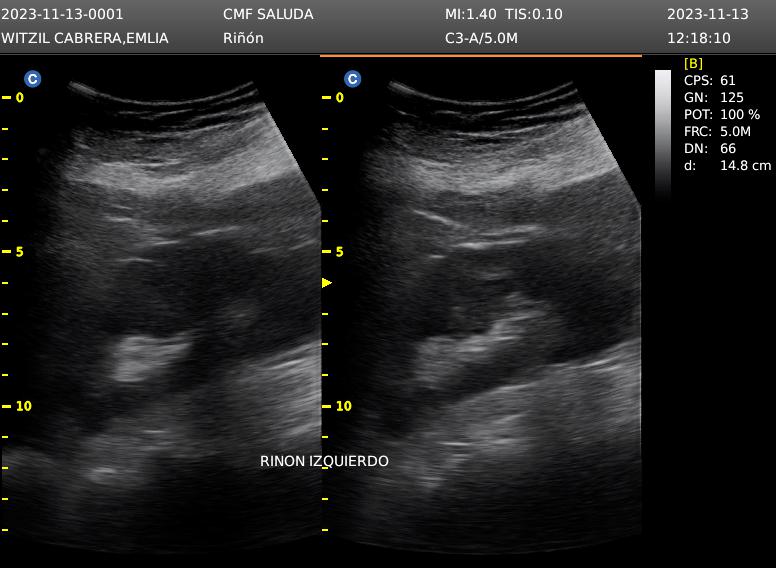 2023-11-13-0001 CMF SALUDA MI:1.40 TIS:0.10 2023-11-13
WITZIL CABRERA,EMLIA Riñón C3-A/5.0M 12:18:10
C C
[B]
CPS: 61
GN: 125
POT: 100 %
FRC: 5.0M
DN: 66
d: 14.8 cm
0 0
5 5
10 10
RINON IZQUIERDO